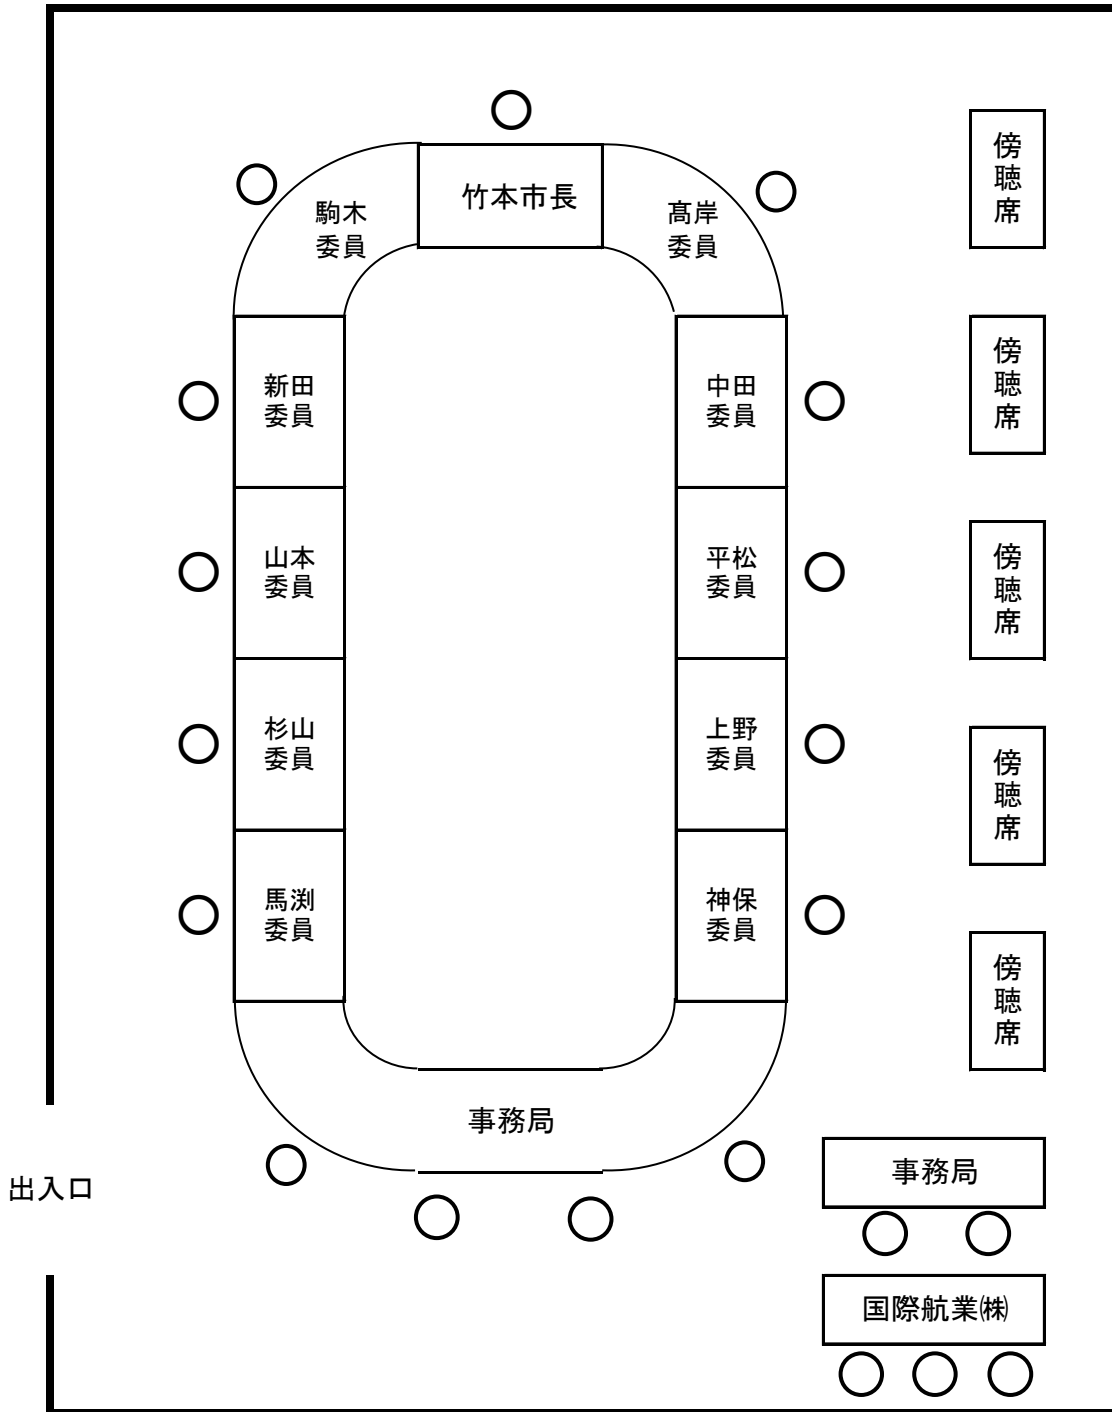 竹本市長
駒木
委員
髙岸
委員
傍聴席
新田
委員
中田
委員
傍聴席
山本
委員
平松
委員
傍聴席
杉山
委員
上野
委員
傍聴席
馬渕
委員
神保
委員
傍聴席
事務局
事務局
出入口
国際航業㈱